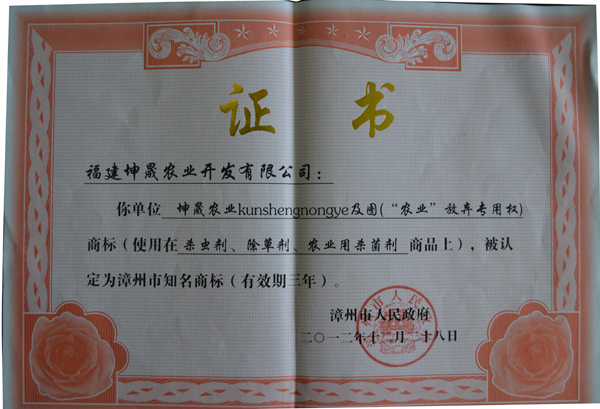 证 书
福建坤晟农业开发有限公司：
你单位 坤晟农业kunshengnongye及图(“农业”放弃专用权)
商标（使用在 杀虫剂、除草剂、农业用杀菌剂 商品上），被认
定为漳州市知名商标（有效期三年）。
漳州市人民政府
二〇一二年十二月二十八日